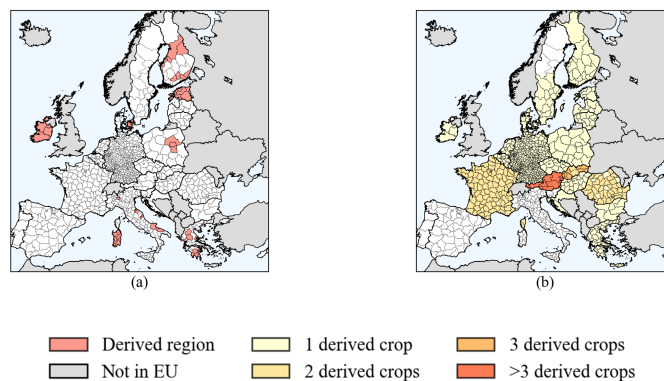 (a)
(b)
Derived region
1 derived crop
3 derived crops
Not in EU
2 derived crops
>3 derived crops